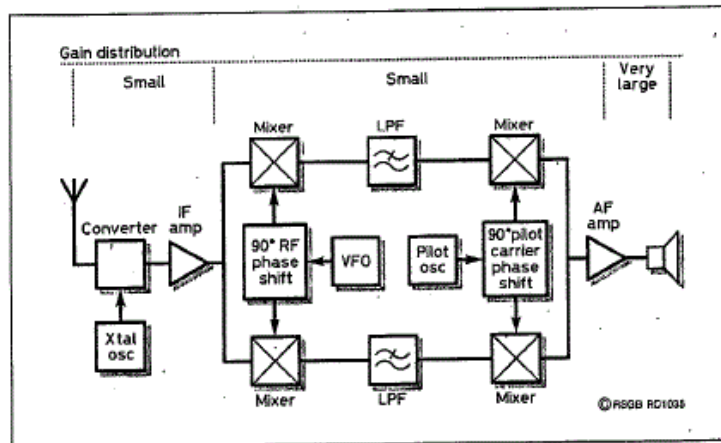 Gain distribution
Small
Small
Very
large
Mixer
LPF
Mixer
Converter
IF
amp
90° RF
phase
shift
VFO
Pilot
osc
90° pilot
carrier
phase
shift
AF
amp
Xtal
osc
Mixer
LPF
Mixer
©RSGB RD1035